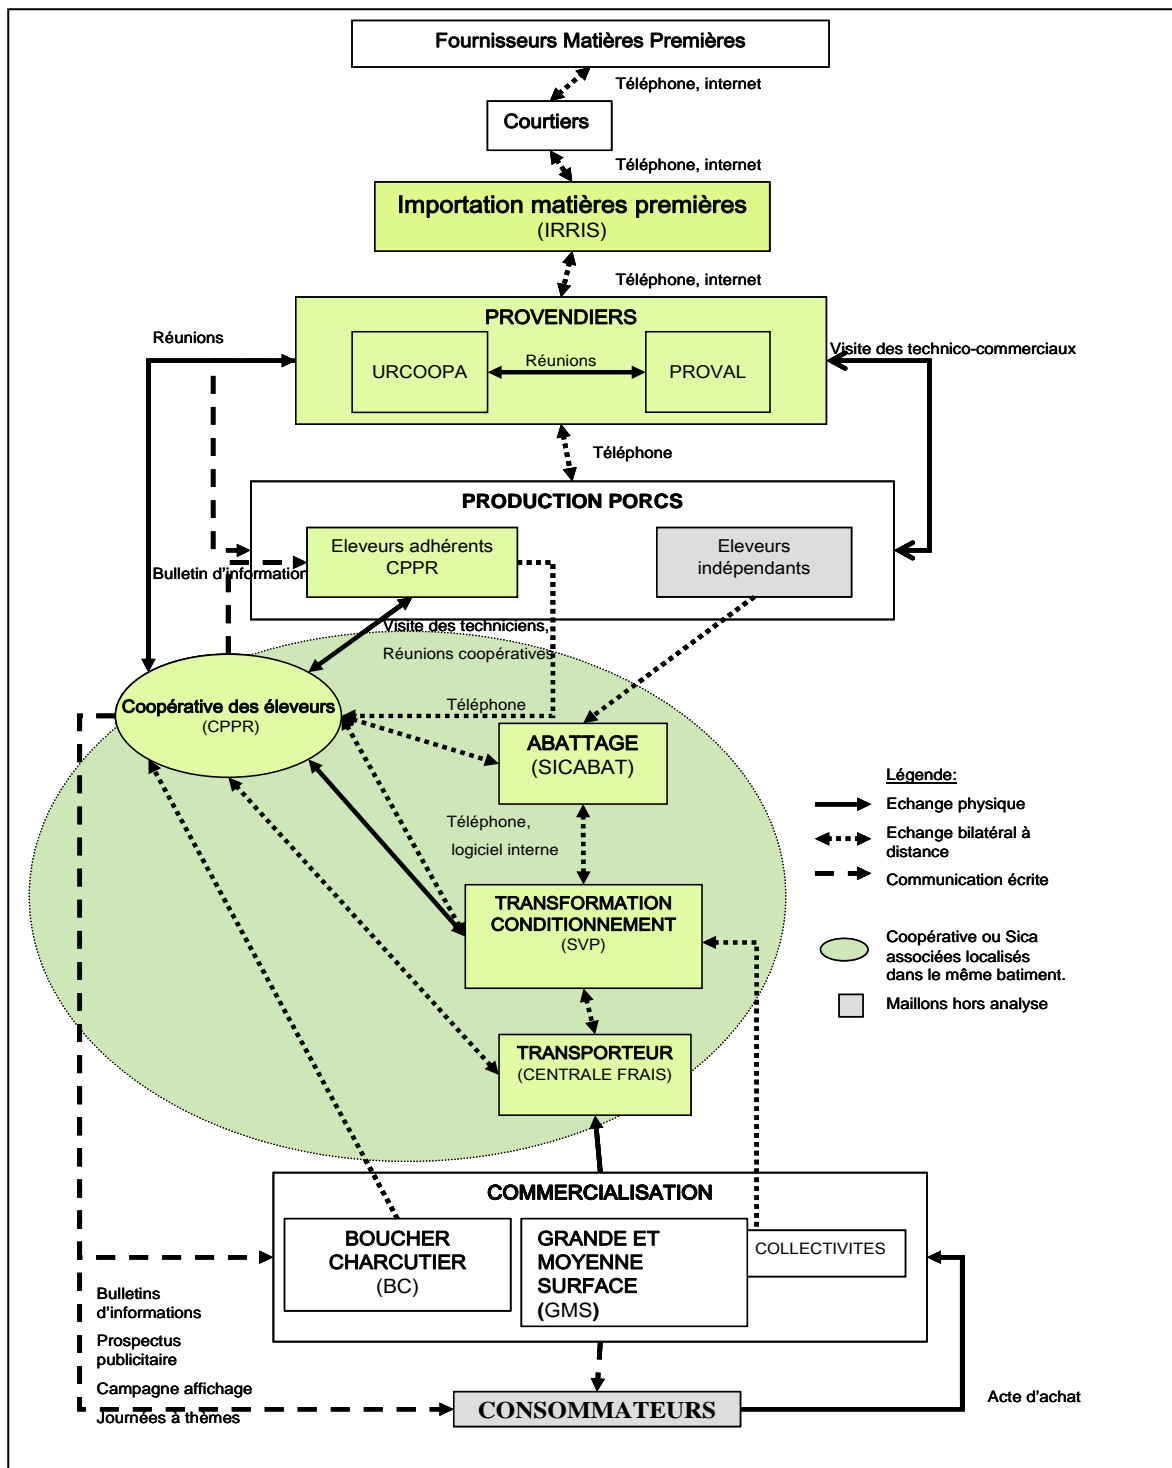 Fournisseurs Matières Premières
Téléphone, internet
Courtiers
Téléphone, internet
Importation matières premières
(IRRIS)
Téléphone, internet
PROVENDIERS
Réunions
URCOOPA
Réunions
PROVAL
Visite des technico-commerciaux
Téléphone
PRODUCTION PORCS
Eleveurs adhérents
CPPR
Eleveurs
indépendants
Bulletin d'information
Visite des techniciens,
Réunions coopératives
Coopérative des éleveurs
(CPPR)
Téléphone
ABATTAGE
(SICABAT)
Téléphone,
logiciel interne
TRANSFORMATION
CONDITIONNEMENT
(SVP)
TRANSPORTEUR
(CENTRALE FRAIS)
Légende:
Echange physique
Echange bilatéral à
distance
Communication écrite
Coopérative ou Sica
associées localisés
dans le même batiment.
Maillons hors analyse
COMMERCIALISATION
BOUCHER
CHARCUTIER
(BC)
GRANDE ET
MOYENNE
SURFACE
(GMS)
COLLECTIVITES
Bulletins
d'informations
Prospectus
publicitaire
Campagne affichage
Journées à thèmes
CONSOMMATEURS
Acte d'achat